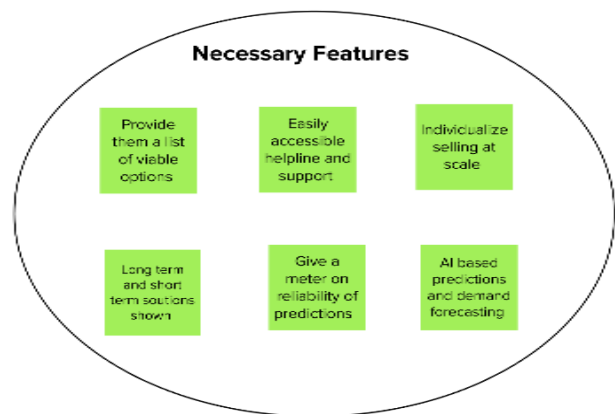 Necessary Features
Provide
them a list
of viable
options
Easily
accessible
helpline and
support
Individualize
selling at
scale
Long term
and short
term soutions
shown
Give a
meter on
reliability of
predictions
AI based
predictions
and demand
forecasting